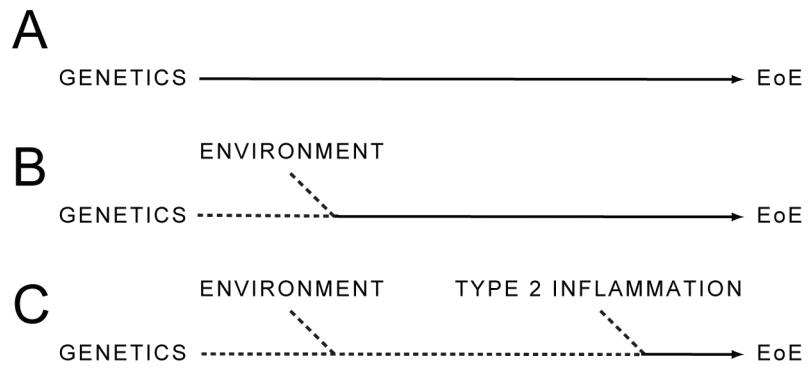 A
GENETICS EoE
ENVIRONMENT
B
GENETICS EoE
ENVIRONMENT TYPE 2 INFLAMMATION
C
GENETICS EoE